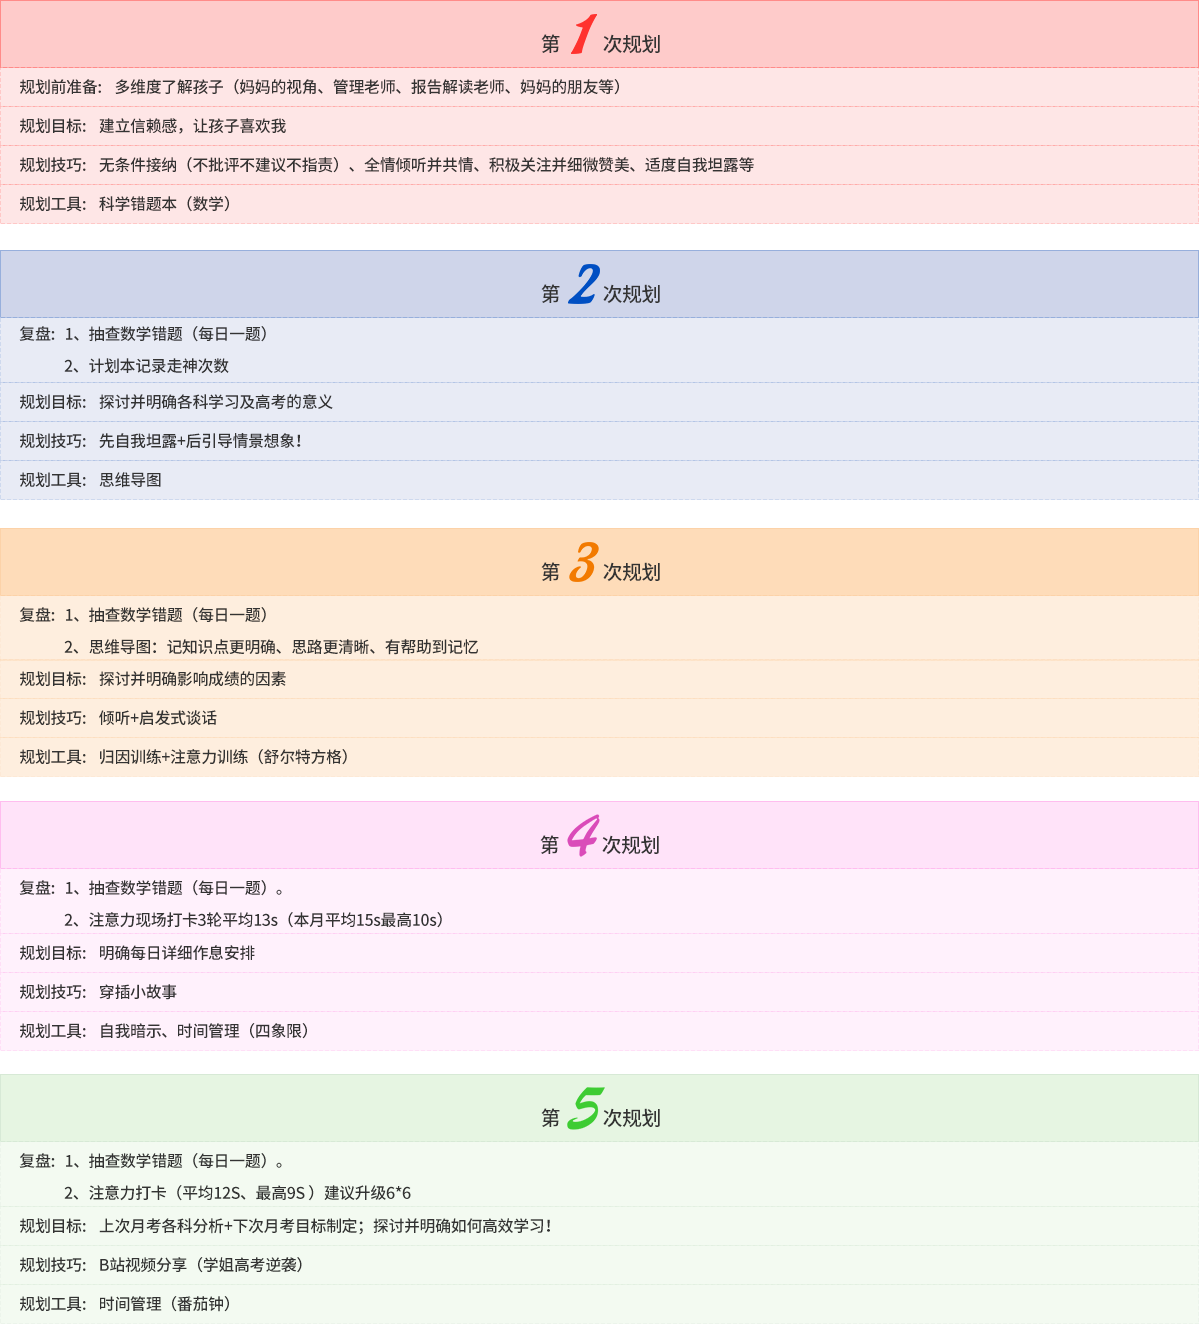 第1次规划
规划前准备: 多维度了解孩子（妈妈的视角、管理老师、报告解读老师、妈妈的朋友等）
规划目标: 建立信赖感，让孩子喜欢我
规划技巧: 无条件接纳（不批评不建议不指责）、全情倾听并共情、积极关注并细微赞美、适度自我坦露等
规划工具: 科学错题本（数学）
第2次规划
复盘: 1、抽查数学错题（每日一题）
2、计划本记录走神次数
规划目标: 探讨并明确各科学习及高考的意义
规划技巧: 先自我坦露+后引导情景想象！
规划工具: 思维导图
第3次规划
复盘: 1、抽查数学错题（每日一题）
2、思维导图：记知识点更明确、思路更清晰、有帮助到记忆
规划目标: 探讨并明确影响成绩的因素
规划技巧: 倾听+启发式谈话
规划工具: 归因训练+注意力训练（舒尔特方格）
第4次规划
复盘: 1、抽查数学错题（每日一题）。
2、注意力现场打卡3轮平均13s（本月平均15s最高10s）
规划目标: 明确每日详细作息安排
规划技巧: 穿插小故事
规划工具: 自我暗示、时间管理（四象限）
第5次规划
复盘: 1、抽查数学错题（每日一题）。
2、注意力打卡（平均12S、最高9S ）建议升级6*6
规划目标: 上次月考各科分析+下次月考目标制定；探讨并明确如何高效学习！
规划技巧: B站视频分享（学姐高考逆袭）
规划工具: 时间管理（番茄钟）